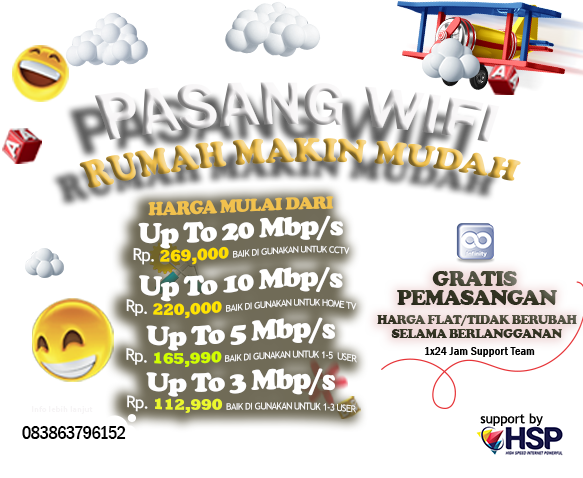 PASANG WIFI
RUMAH MAKIN MUDAH
HARGA MULAI DARI
Up To 20 Mbp/s
Rp. 269,000 BAIK DI GUNAKAN UNTUK CCTV
Up To 10 Mbp/s
Rp. 220,000 BAIK DI GUNAKAN UNTUK HOME TV
Up To 5 Mbp/s
Rp. 165,990 BAIK DI GUNAKAN UNTUK 1-5 USER
Up To 3 Mbp/s
Rp. 112,990 BAIK DI GUNAKAN UNTUK 1-3 USER
GRATIS
PEMASANGAN
HARGA FLAT/TIDAK BERUBAH
SELAMA BERLANGGANAN
1x24 Jam Support Team
083863796152
support by
HSP
HIGH SPEED INTERNET POWERFUL